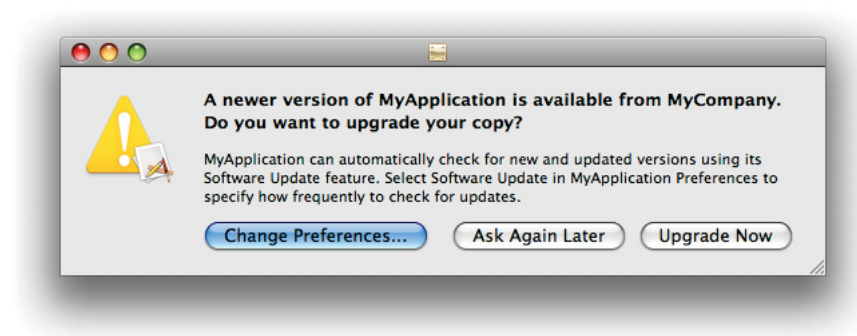 A newer version of MyApplication is available from MyCompany.
Do you want to upgrade your copy?
MyApplication can automatically check for new and updated versions using its
Software Update feature. Select Software Update in MyApplication Preferences to
specify how frequently to check for updates.
Change Preferences... Ask Again Later Upgrade Now